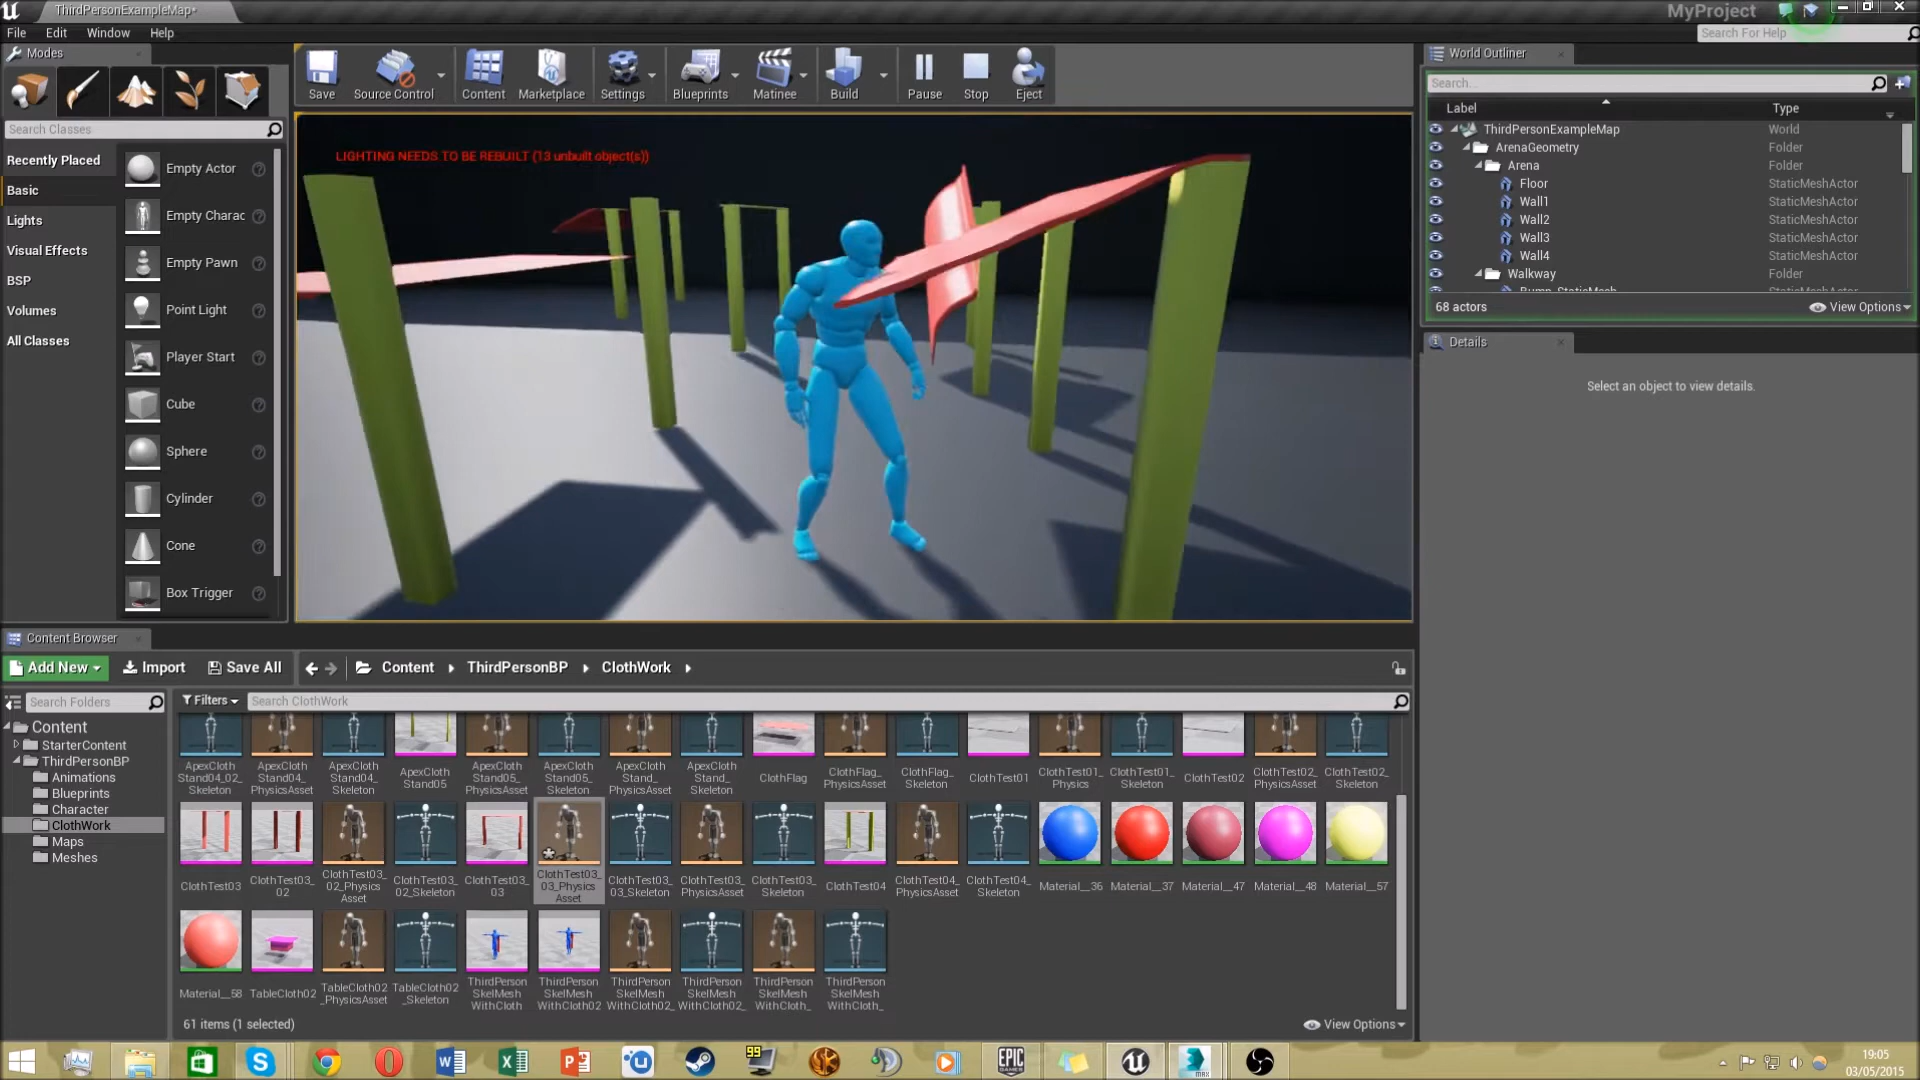 ThirdPersonExampleMap*
MyProject
File Edit Window Help
Search For Help
Modes
Save
Source Control
Content
Marketplace
Settings
Blueprints
Matinee
Build
Pause
Stop
Eject
Search Classes
Recently Placed
Basic
Lights
Visual Effects
BSP
Volumes
All Classes
Empty Actor
Empty Charac
Empty Pawn
Point Light
Player Start
Cube
Sphere
Cylinder
Cone
Box Trigger
LIGHTING NEEDS TO BE REBUILT (13 unbuilt object(s))
World Outliner
Search...
Label Type
ThirdPersonExampleMap World
ArenaGeometry Folder
Arena Folder
Floor StaticMeshActor
Wall1 StaticMeshActor
Wall2 StaticMeshActor
Wall3 StaticMeshActor
Wall4 StaticMeshActor
Walkway Folder
Bump_StaticMesh StaticMeshActor
68 actors View Options
Details
Select an object to view details.
Content Browser
Add New Import Save All Content ThirdPersonBP ClothWork
Search Folders
Filters Search ClothWork
Content
StarterContent
ThirdPersonBP
Animations
Blueprints
Character
ClothWork
Maps
Meshes
ApexCloth
Stand04_02_
Skeleton
ApexCloth
Stand04_
PhysicsAsset
ApexCloth
Stand04_
Skeleton
ApexCloth
Stand05
ApexCloth
Stand05_
PhysicsAsset
ApexCloth
Stand05_
Skeleton
ApexCloth
Stand_
PhysicsAsset
ApexCloth
Stand_
Skeleton
ClothFlag
ClothFlag_
PhysicsAsset
ClothFlag_
Skeleton
ClothTest01
ClothTest01_
Physics
ClothTest01_
Skeleton
ClothTest02
ClothTest02_
PhysicsAsset
ClothTest02_
Skeleton
ClothTest03
ClothTest03_
02
ClothTest03_
02_Physics
Asset
ClothTest03_
02_Skeleton
ClothTest03_
03
ClothTest03_
03_Physics
Asset
ClothTest03_
03_Skeleton
ClothTest03_
PhysicsAsset
ClothTest03_
Skeleton
ClothTest04
ClothTest04_
PhysicsAsset
ClothTest04_
Skeleton
Material__36
Material__37
Material__47
Material__48
Material__57
Material__58
TableCloth02
TableCloth02
_PhysicsAsset
TableCloth02
_Skeleton
ThirdPerson
SkelMesh
WithCloth
ThirdPerson
SkelMesh
WithCloth02
ThirdPerson
SkelMesh
WithCloth02_
ThirdPerson
SkelMesh
WithCloth02_
ThirdPerson
SkelMesh
WithCloth_
ThirdPerson
SkelMesh
WithCloth_
61 items (1 selected)
View Options
99
EPIC
GAMES
MAX
19:05
03/05/2015